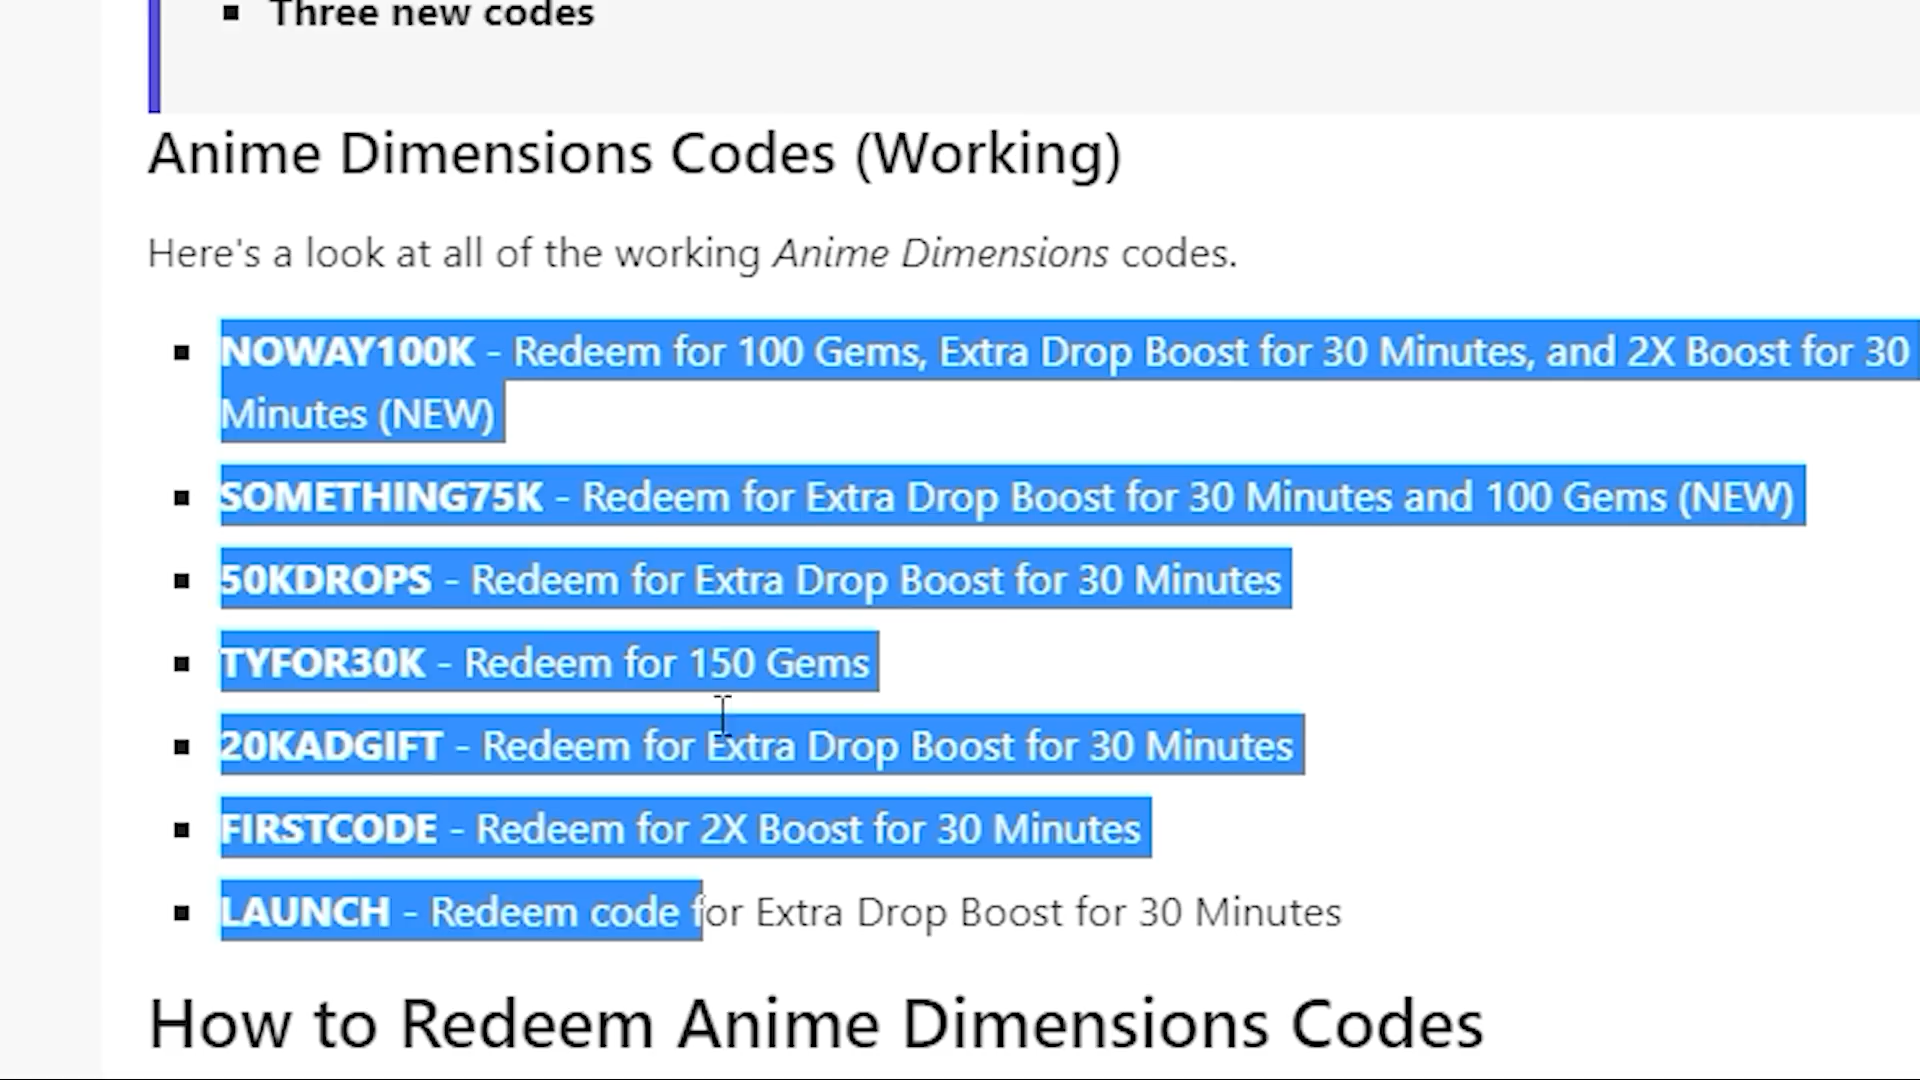 Three new codes
Anime Dimensions Codes (Working)
Here's a look at all of the working Anime Dimensions codes.
NOWAY100K - Redeem for 100 Gems, Extra Drop Boost for 30 Minutes, and 2X Boost for 30
Minutes (NEW)
SOMETHING75K - Redeem for Extra Drop Boost for 30 Minutes and 100 Gems (NEW)
50KDROPS - Redeem for Extra Drop Boost for 30 Minutes
TYFOR30K - Redeem for 150 Gems
20KADGIFT - Redeem for Extra Drop Boost for 30 Minutes
FIRSTCODE - Redeem for 2X Boost for 30 Minutes
LAUNCH - Redeem code for Extra Drop Boost for 30 Minutes
How to Redeem Anime Dimensions Codes